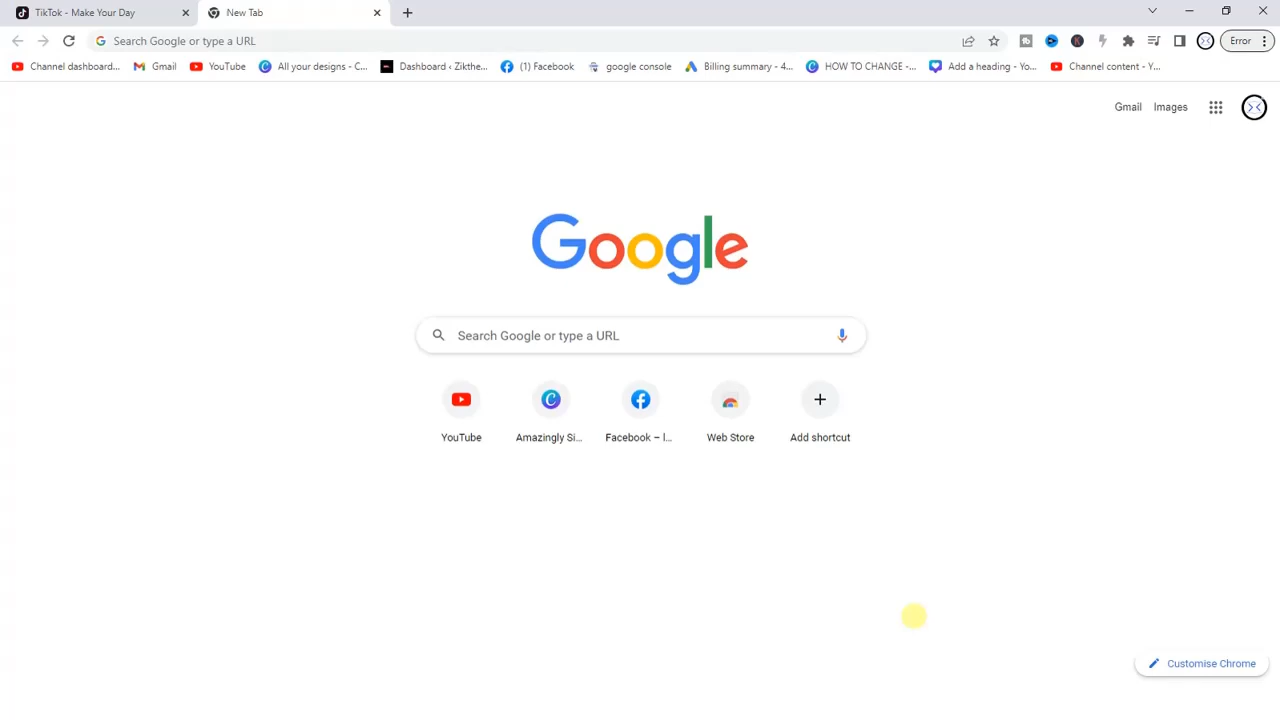 TikTok - Make Your Day
New Tab
Search Google or type a URL
Error
Channel dashboard...
Gmail
YouTube
All your designs - C...
Dashboard ‹ Zikthe...
(1) Facebook
google console
Billing summary - 4...
HOW TO CHANGE -...
Add a heading - Yo...
Channel content - Y...
Gmail
Images
Google
Search Google or type a URL
YouTube
Amazingly Si...
Facebook – l...
Web Store
Add shortcut
Customise Chrome